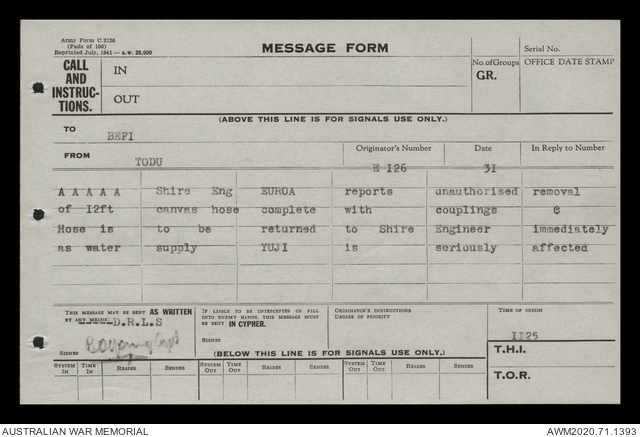 Army Form C.2128
(Pads of 100)
Reprinted July, 1941 — A.W. 25,000
MESSAGE FORM
Serial No.
CALL AND INSTRUC- TIONS.
IN
OUT
No. of Groups
GR.
OFFICE DATE STAMP
(ABOVE THIS LINE IS FOR SIGNALS USE ONLY.)
TO
BEFI
FROM
TODU
Originator's Number
E I26
Date
3I
In Reply to Number
A A A A A Shire Eng EUROA reports unauthorised removal
of I2ft canvas hose complete with couplings @
Hose is to be returned to Shire Engineer immediately
as water supply YUJI is seriously affected
THIS MESSAGE MAY BE SENT AS WRITTEN
BY ANY MEANS. D.R.L.S
SIGNED
IF LIABLE TO BE INTERCEPTED OR FALL
INTO ENEMY HANDS, THIS MESSAGE MUST
BE SENT IN CYPHER.
SIGNED
ORIGINATOR'S INSTRUCTIONS
DEGREE OF PRIORITY
TIME OF ORIGIN
II25
T.H.I.
T.O.R.
(BELOW THIS LINE IS FOR SIGNALS USE ONLY.)
SYSTEM IN TIME IN READER SENDER SYSTEM OUT TIME OUT READER SENDER SYSTEM OUT TIME OUT READER SENDER
AUSTRALIAN WAR MEMORIAL
AWM2020.71.1393